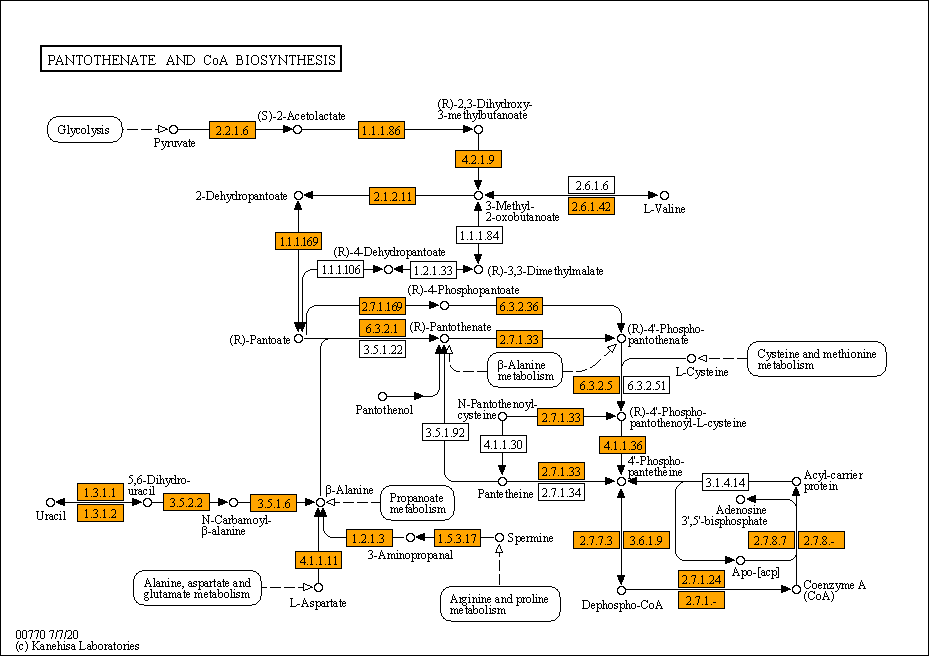 PANTOTHENATE AND CoA BIOSYNTHESIS
(R)-2,3-Dihydroxy-
3-methylbutanoate
(S)-2-Acetolactate
Glycolysis
2.2.1.6
1.1.1.86
Pyruvate
4.2.1.9
2.6.1.6
2-Dehydropantoate
2.1.2.11
2.6.1.42
3-Methyl-
2-oxobutanoate
L-Valine
1.1.1.84
1.1.1.169
(R)-4-Dehydropantoate
1.1.1.106
1.2.1.33
(R)-3,3-Dimethylmalate
(R)-4-Phosphopantoate
2.7.1.169
6.3.2.36
6.3.2.1
(R)-Pantothenate
(R)-4'-Phospho-
pantothenate
(R)-Pantoate
2.7.1.33
3.5.1.22
β-Alanine
metabolism
Cysteine and methionine
metabolism
L-Cysteine
6.3.2.5
6.3.2.51
Pantothenol
N-Pantothenoyl-
cysteine
2.7.1.33
(R)-4'-Phospho-
pantothenoyl-L-cysteine
3.5.1.92
4.1.1.30
4.1.1.36
4'-Phospho-
pantetheine
2.7.1.33
2.7.1.34
Pantetheine
3.1.4.14
Acyl-carrier
protein
5,6-Dihydro-
uracil
1.3.1.1
1.3.1.2
3.5.2.2
3.5.1.6
β-Alanine
Propanoate
metabolism
Uracil
N-Carbamoyl-
β-alanine
Adenosine
3',5'-bisphosphate
1.2.1.3
1.5.3.17
Spermine
3-Aminopropanal
2.7.7.3
3.6.1.9
2.7.8.7
2.7.8.-
4.1.1.11
Apo-[acp]
Alanine, aspartate and
glutamate metabolism
L-Aspartate
Arginine and proline
metabolism
Dephospho-CoA
2.7.1.24
2.7.1.-
Coenzyme A
(CoA)
00770 7/7/20
(c) Kanehisa Laboratories